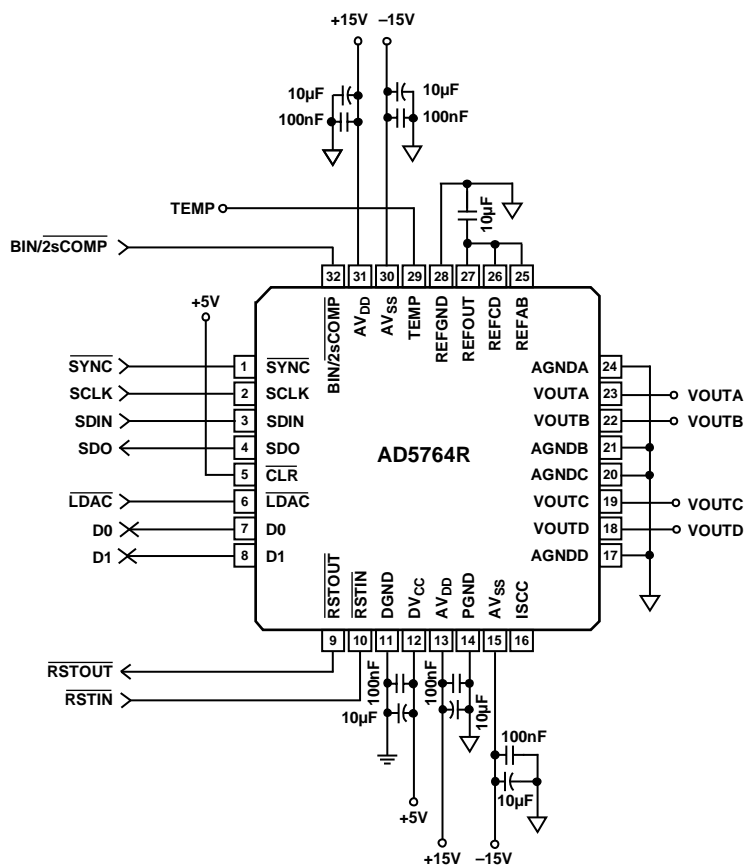 +15V –15V
10µF 10µF
100nF 100nF
TEMP
10µF
BIN/2sCOMP
32 31 30 29 28 27 26 25
+5V
BIN/2sCOMP AVDD AVSS TEMP REFGND REFOUT REFCD REFAB
SYNC 1 SYNC AGNDA 24
SCLK 2 SCLK VOUTA 23 VOUTA
SDIN 3 SDIN VOUTB 22 VOUTB
SDO 4 SDO AGNDB 21
AD5764R
5 CLR AGNDC 20
LDAC 6 LDAC VOUTC 19 VOUTC
D0 7 D0 VOUTD 18 VOUTD
D1 8 D1 AGNDD 17
RSTOUT RSTIN DGND DVCC AVDD PGND AVSS ISCC
9 10 11 12 13 14 15 16
RSTOUT
RSTIN
100nF 100nF
10µF 10µF
100nF
10µF
+5V
+15V –15V